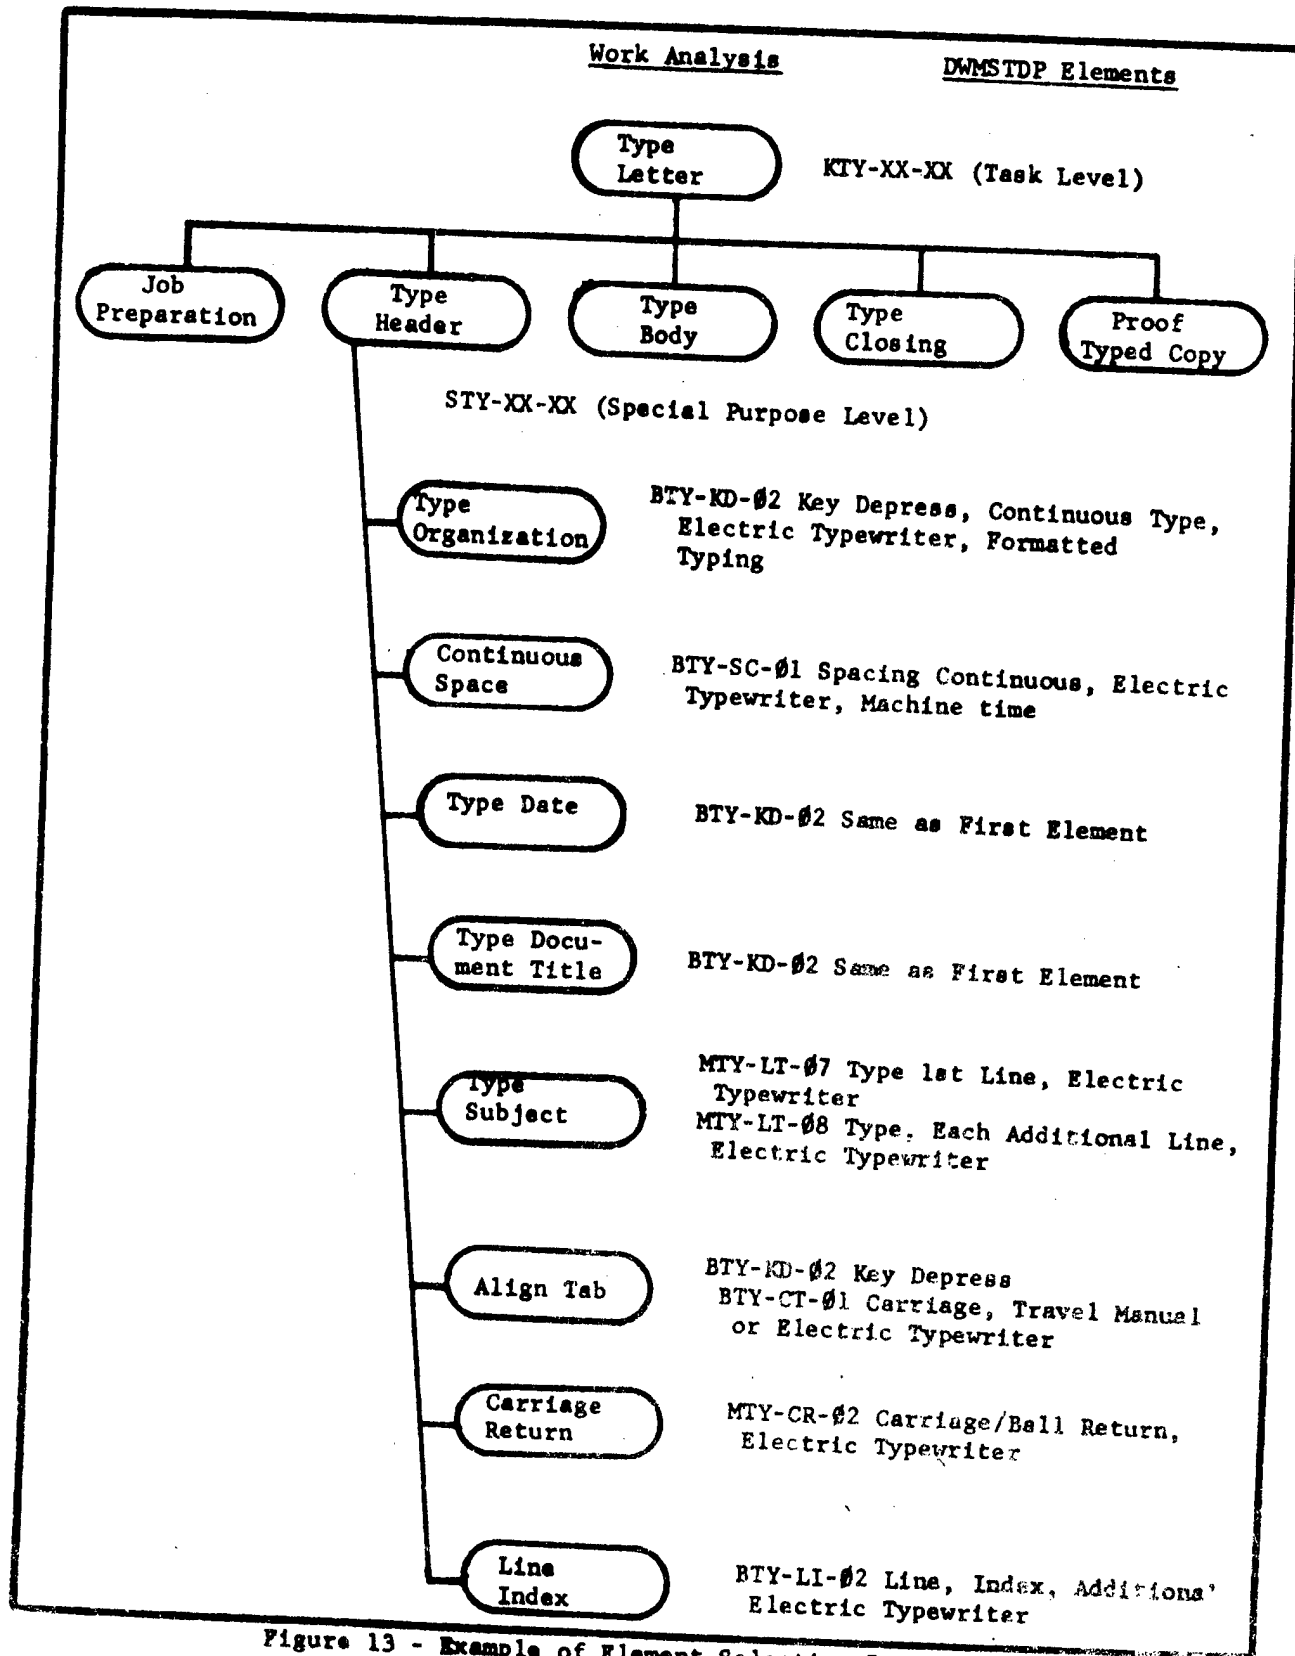 Work Analysis
DWMSTDP Elements
Type
Letter
KTY-XX-XX (Task Level)
Job
Preparation
Type
Header
Type
Body
Type
Closing
Proof
Typed Copy
STY-XX-XX (Special Purpose Level)
Type
Organization
BTY-KD-Ø2 Key Depress, Continuous Type,
Electric Typewriter, Formatted
Typing
Continuous
Space
BTY-SC-Ø1 Spacing Continuous, Electric
Typewriter, Machine time
Type Date
BTY-KD-Ø2 Same as First Element
Type Docu-
ment Title
BTY-KD-Ø2 Same as First Element
Type
Subject
MTY-LT-Ø7 Type 1st Line, Electric
Typewriter
MTY-LT-Ø8 Type, Each Additional Line,
Electric Typewriter
Align Tab
BTY-KD-Ø2 Key Depress
BTY-CT-Ø1 Carriage, Travel Manual
or Electric Typewriter
Carriage
Return
MTY-CR-Ø2 Carriage/Ball Return,
Electric Typewriter
Line
Index
BTY-LI-Ø2 Line, Index, Additiona
Electric Typewriter
Figure 13 - Example of Element